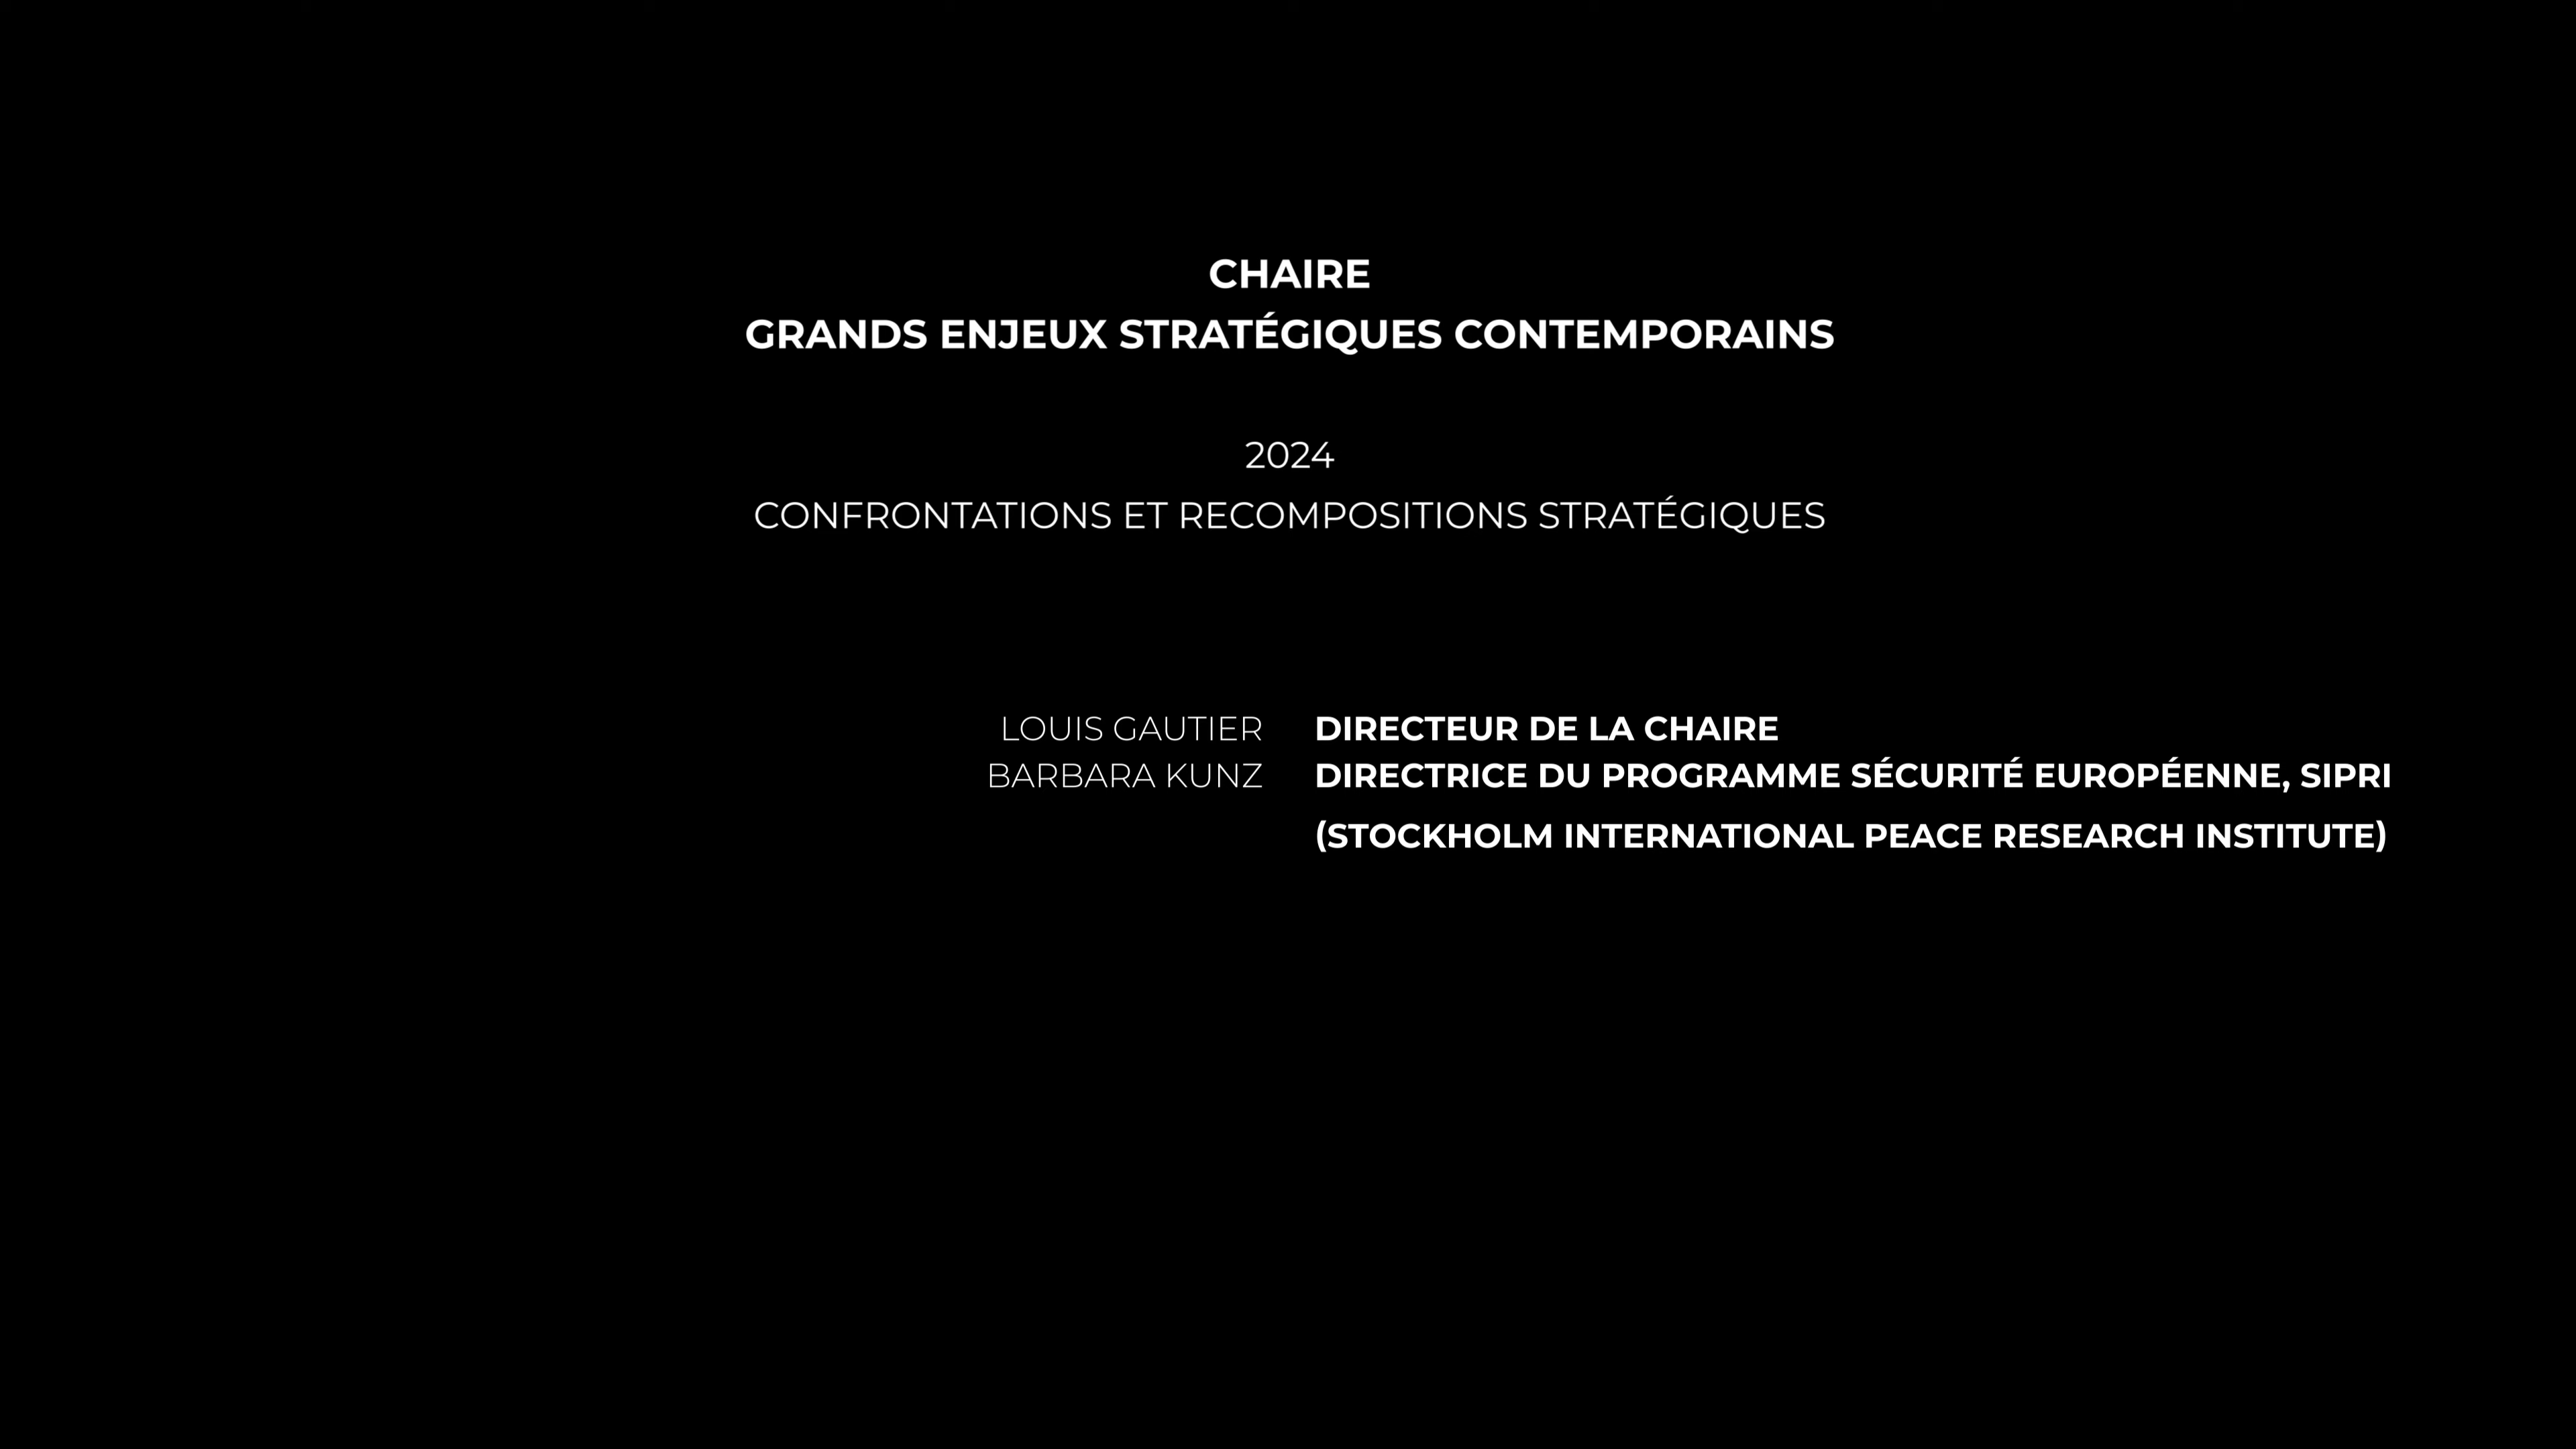 CHAIRE
GRANDS ENJEUX STRATÉGIQUES CONTEMPORAINS
2024
CONFRONTATIONS ET RECOMPOSITIONS STRATÉGIQUES
LOUIS GAUTIER DIRECTEUR DE LA CHAIRE
BARBARA KUNZ DIRECTRICE DU PROGRAMME SÉCURITÉ EUROPÉENNE, SIPRI
(STOCKHOLM INTERNATIONAL PEACE RESEARCH INSTITUTE)